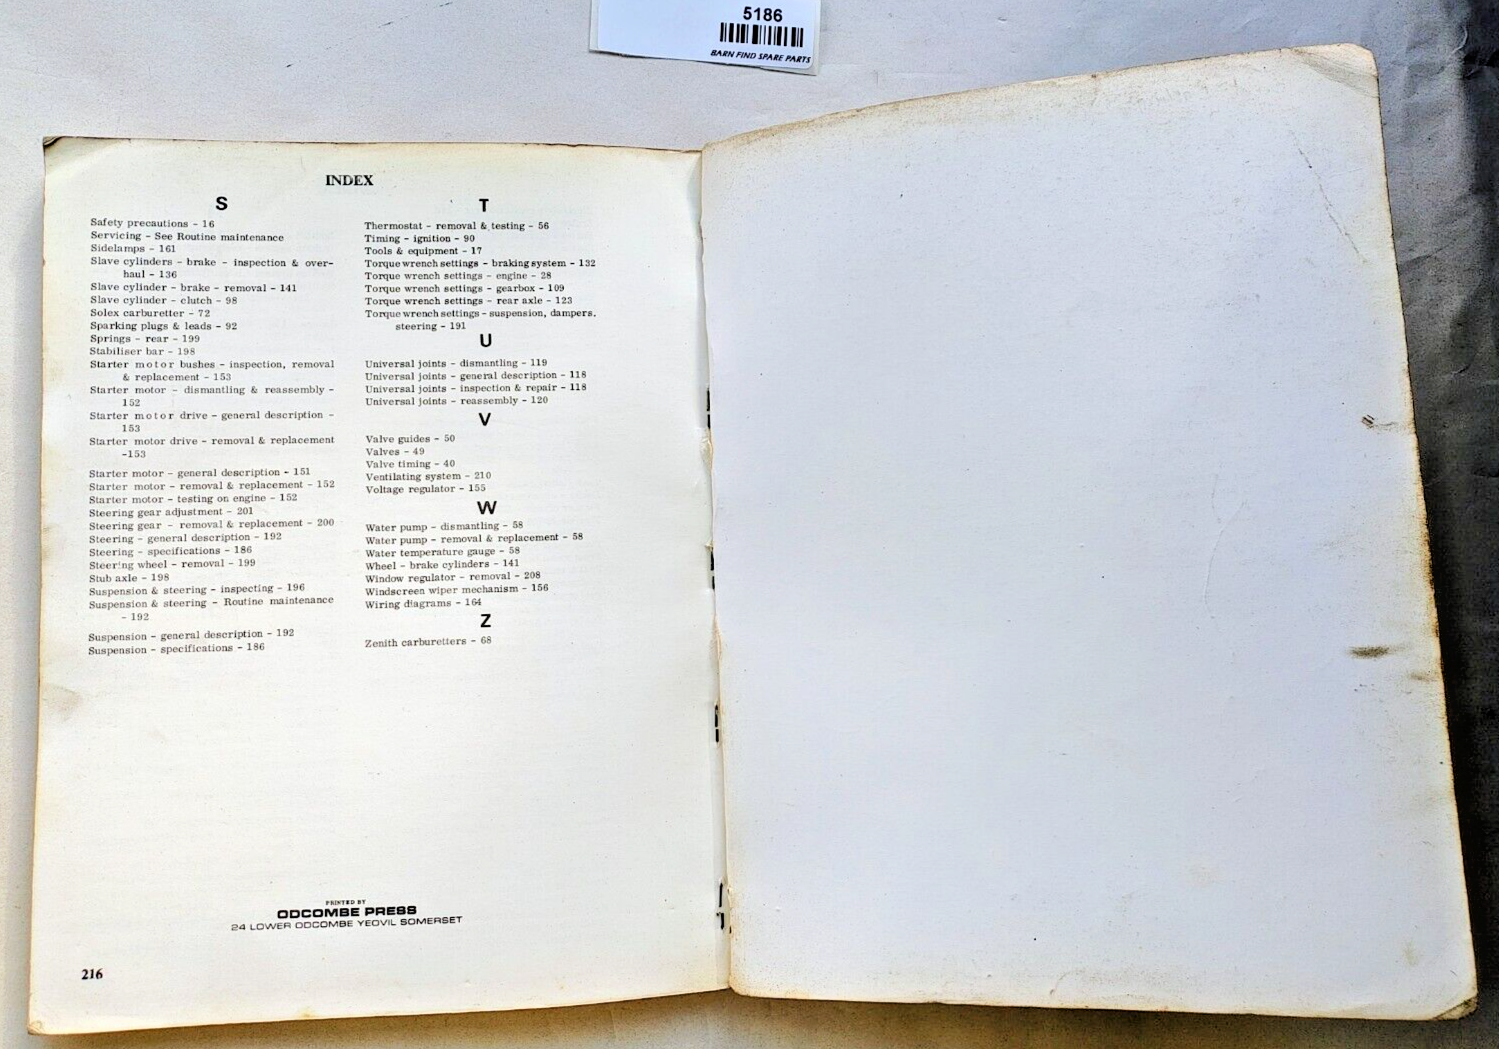 5186
BARN FIND SPARE PARTS
INDEX
S
Safety precautions - 16
Servicing - See Routine maintenance
Sidelamps - 161
Slave cylinders - brake - inspection & over-
haul - 136
Slave cylinder - brake - removal - 141
Slave cylinder - clutch - 98
Solex carburetter - 72
Sparking plugs & leads - 92
Springs - rear - 199
Stabiliser bar - 198
Starter motor bushes - inspection, removal
& replacement - 153
Starter motor - dismantling & reassembly -
152
Starter motor drive - general description -
153
Starter motor drive - removal & replacement
-153
Starter motor - general description - 151
Starter motor - removal & replacement - 152
Starter motor - testing on engine - 152
Steering gear adjustment - 201
Steering gear - removal & replacement - 200
Steering - general description - 192
Steering - specifications - 186
Steering wheel - removal - 199
Stub axle - 198
Suspension & steering - inspecting - 196
Suspension & steering - Routine maintenance
- 192
Suspension - general description - 192
Suspension - specifications - 186
T
Thermostat - removal & testing - 56
Timing - ignition - 90
Tools & equipment - 17
Torque wrench settings - braking system - 132
Torque wrench settings - engine - 28
Torque wrench settings - gearbox - 109
Torque wrench settings - rear axle - 123
Torque wrench settings - suspension, dampers.
steering - 191
U
Universal joints - dismantling - 119
Universal joints - general description - 118
Universal joints - inspection & repair - 118
Universal joints - reassembly - 120
V
Valve guides - 50
Valves - 49
Valve timing - 40
Ventilating system - 210
Voltage regulator - 155
W
Water pump - dismantling - 58
Water pump - removal & replacement - 58
Water temperature gauge - 58
Wheel - brake cylinders - 141
Window regulator - removal - 208
Windscreen wiper mechanism - 156
Wiring diagrams - 164
Z
Zenith carburetters - 68
PRINTED BY
ODCOMBE PRESS
24 LOWER ODCOMBE YEOVIL SOMERSET
216